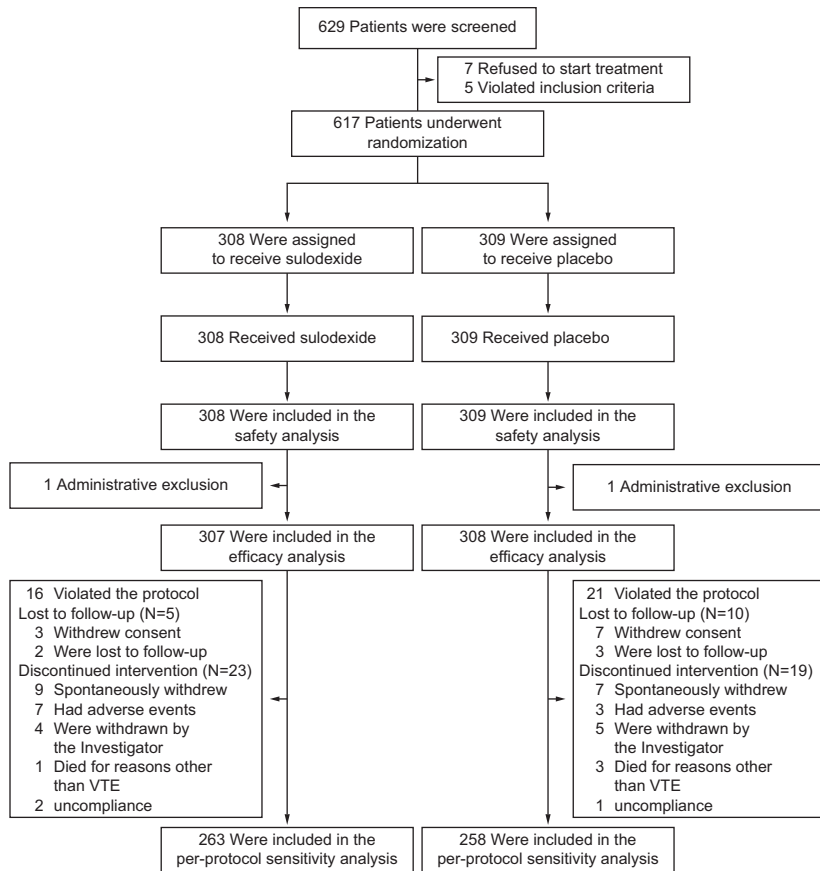 629 Patients were screened
7 Refused to start treatment
5 Violated inclusion criteria
617 Patients underwent
randomization
308 Were assigned
to receive sulodexide
309 Were assigned
to receive placebo
308 Received sulodexide
309 Received placebo
308 Were included in the
safety analysis
309 Were included in the
safety analysis
1 Administrative exclusion
1 Administrative exclusion
307 Were included in the
efficacy analysis
308 Were included in the
efficacy analysis
16 Violated the protocol
Lost to follow-up (N=5)
3 Withdrew consent
2 Were lost to follow-up
Discontinued intervention (N=23)
9 Spontaneously withdrew
7 Had adverse events
4 Were withdrawn by
the Investigator
1 Died for reasons other
than VTE
2 uncompliance
21 Violated the protocol
Lost to follow-up (N=10)
7 Withdrew consent
3 Were lost to follow-up
Discontinued intervention (N=19)
7 Spontaneously withdrew
3 Had adverse events
5 Were withdrawn by
the Investigator
3 Died for reasons other
than VTE
1 uncompliance
263 Were included in the
per-protocol sensitivity analysis
258 Were included in the
per-protocol sensitivity analysis